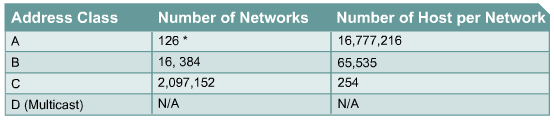 Address Class Number of Networks Number of Host per Network
A 126 * 16,777,216
B 16, 384 65,535
C 2,097,152 254
D (Multicast) N/A N/A